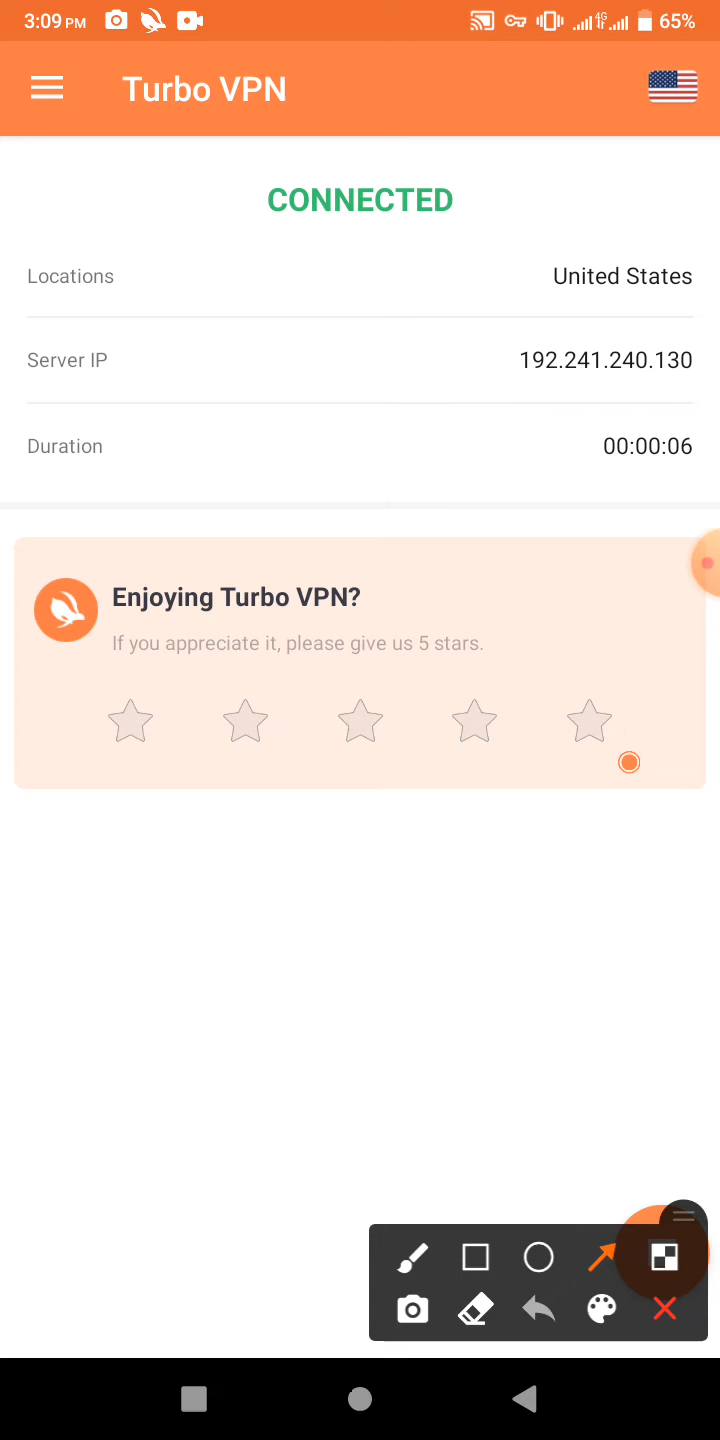 3:09 PM
4G
65%
Turbo VPN
CONNECTED
Locations
United States
Server IP
192.241.240.130
Duration
00:00:06
Enjoying Turbo VPN?
If you appreciate it, please give us 5 stars.